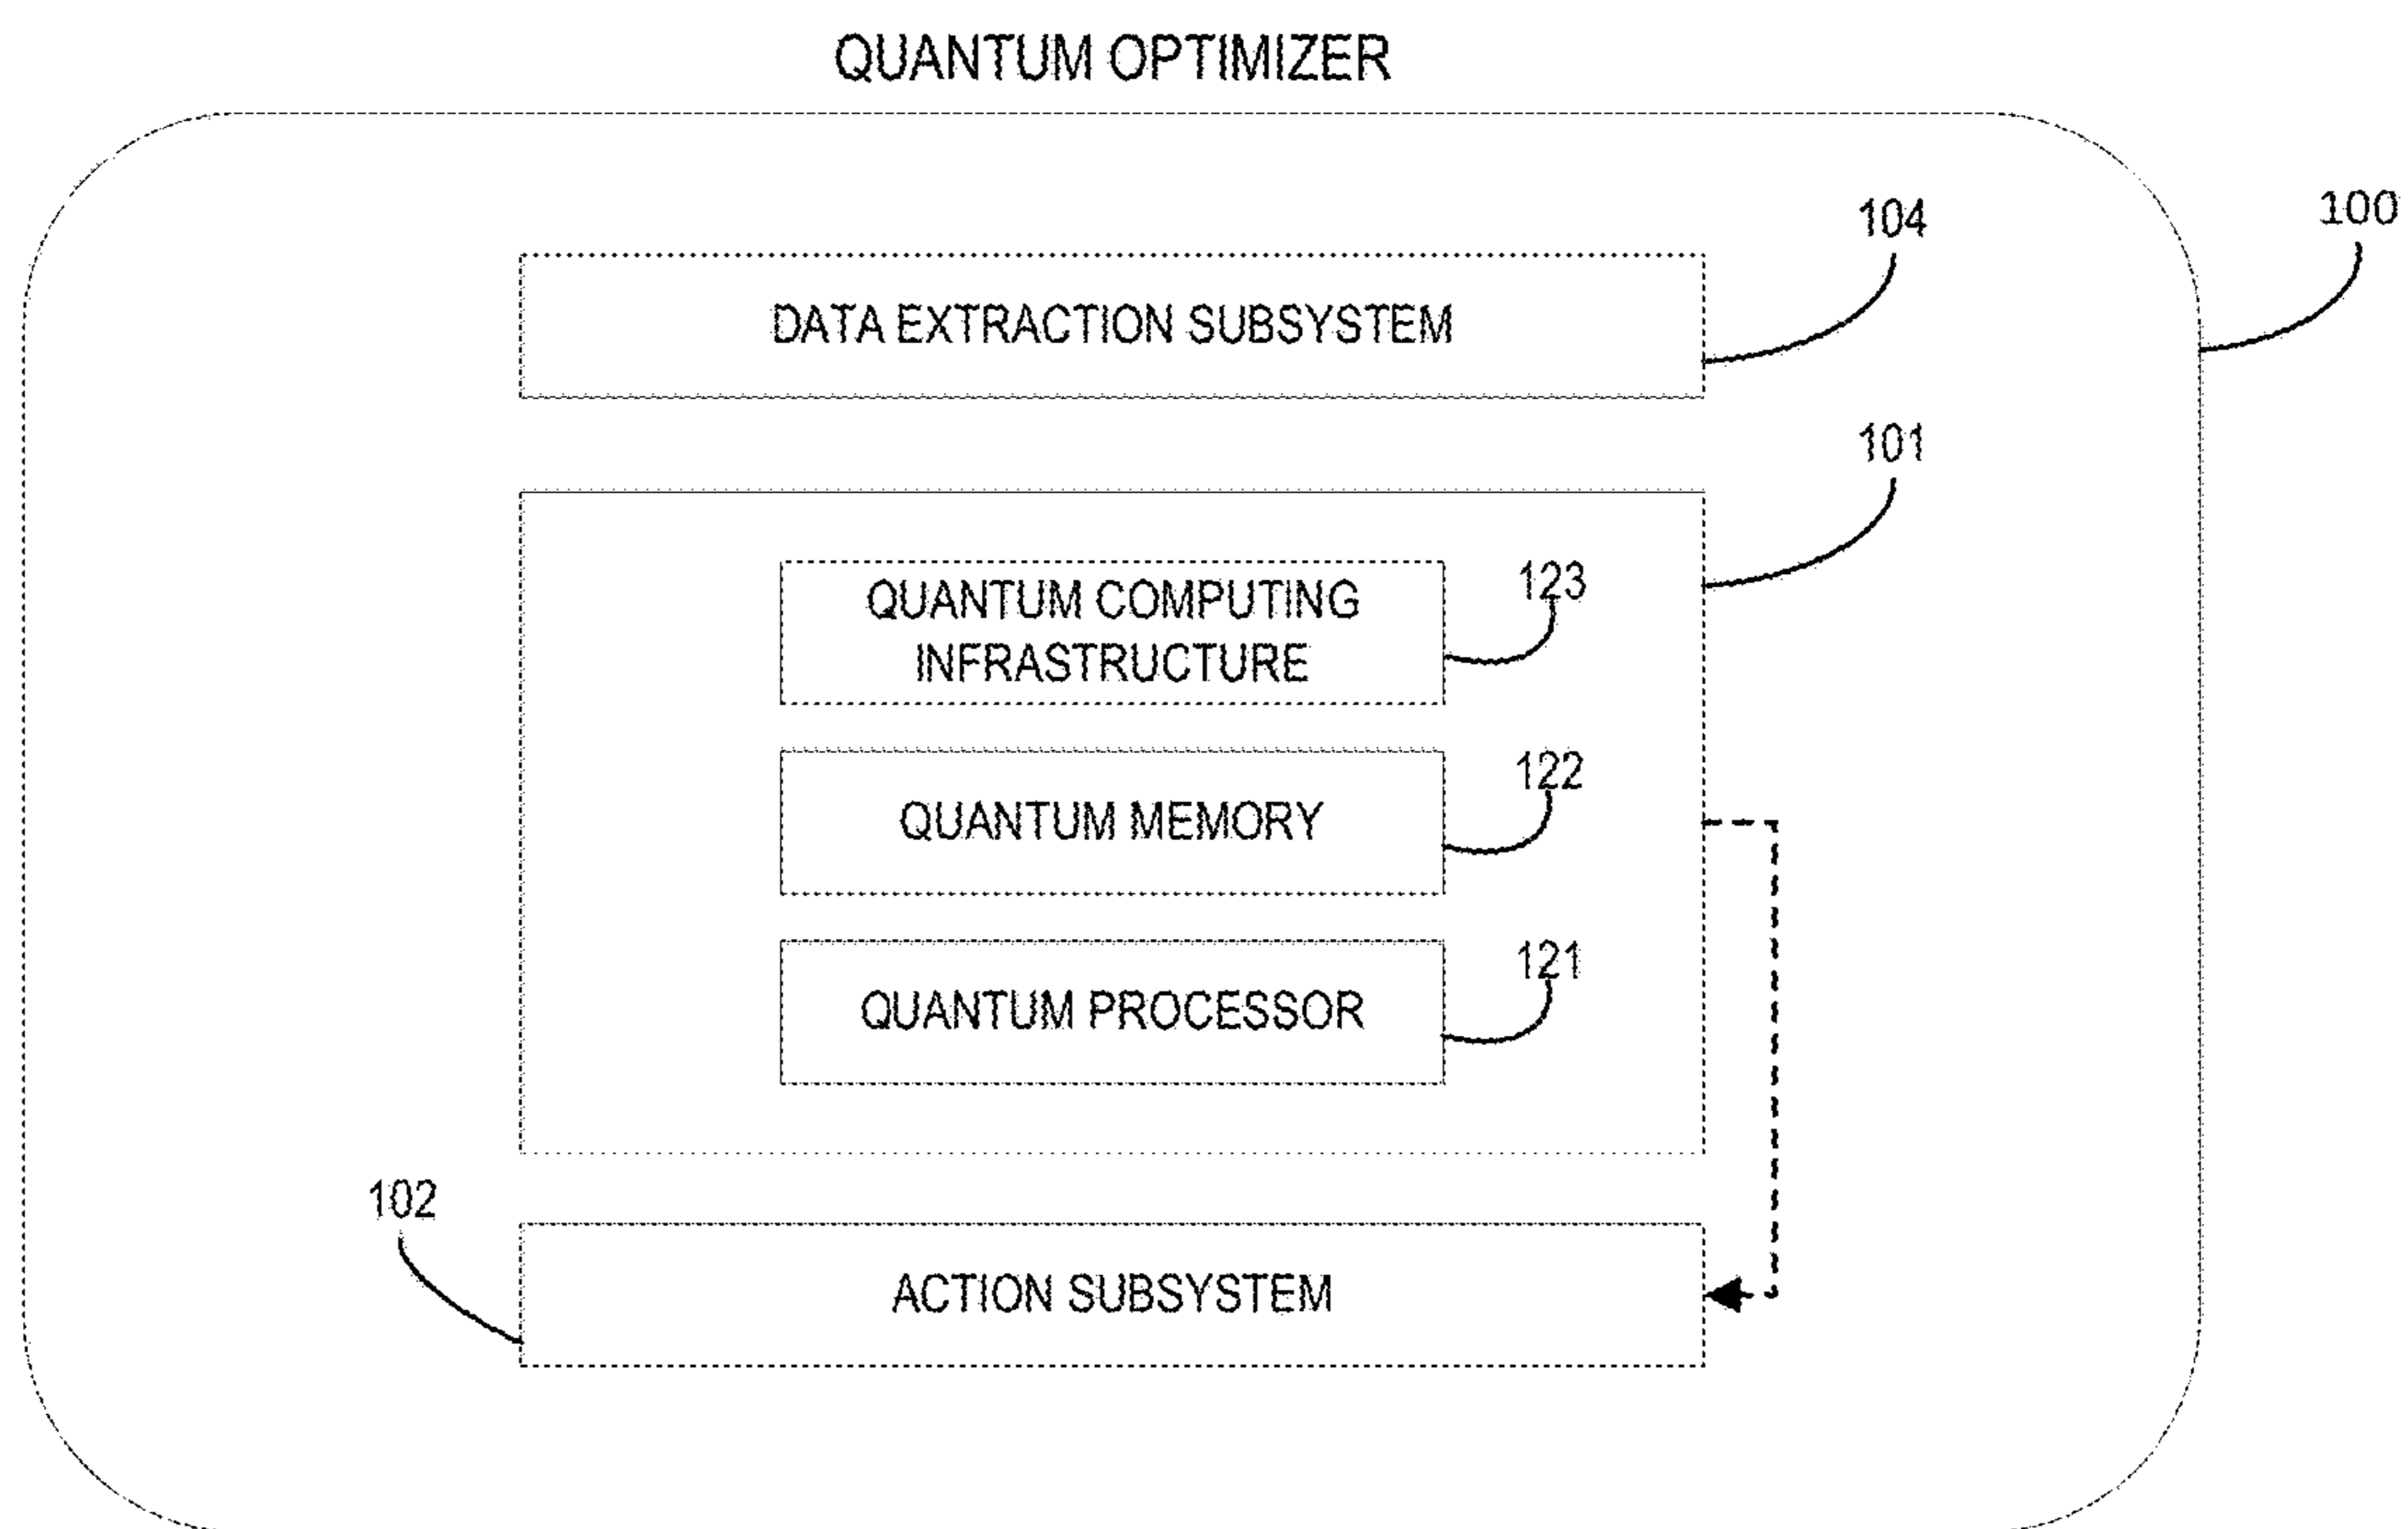 QUANTUM OPTIMIZER
100
104
DATA EXTRACTION SUBSYSTEM
101
123
QUANTUM COMPUTING
INFRASTRUCTURE
122
QUANTUM MEMORY
121
QUANTUM PROCESSOR
102
ACTION SUBSYSTEM